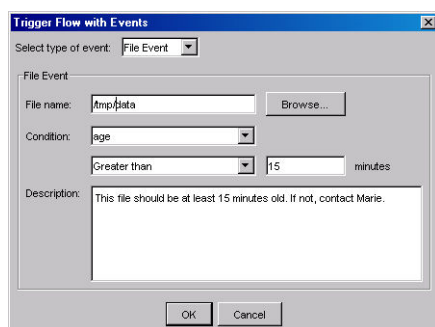 Trigger Flow with Events
Select type of event: File Event
File Event
File name: /tmp/data Browse...
Condition: age
Greater than 15 minutes
Description: This file should be at least 15 minutes old. If not, contact Marie.
OK Cancel